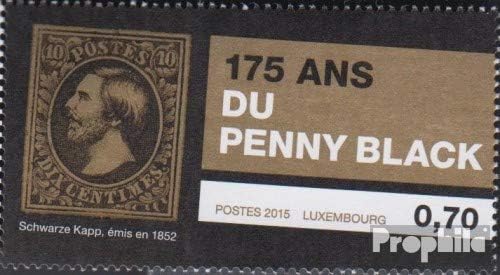 10 POSTES 10
DIX CENTIMES
Schwarze Kapp, émis en 1852
175 ANS
DU
PENNY BLACK
POSTES 2015 LUXEMBOURG 0,70
Prophila